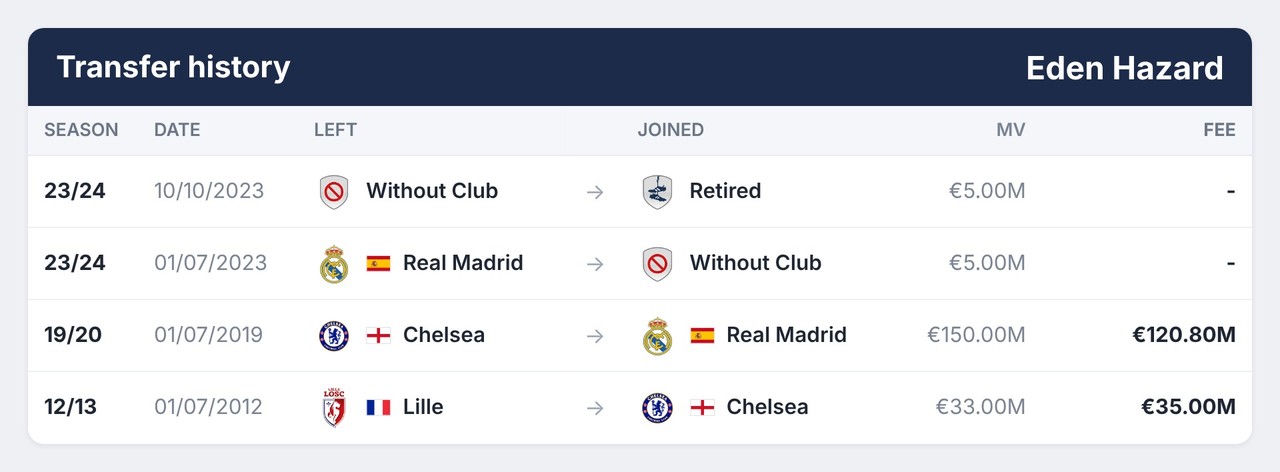 Transfer history Eden Hazard
SEASON DATE LEFT JOINED MV FEE
23/24 10/10/2023 Without Club → Retired €5.00M -
23/24 01/07/2023 Real Madrid → Without Club €5.00M -
19/20 01/07/2019 Chelsea → Real Madrid €150.00M €120.80M
12/13 01/07/2012 LOSC Lille → Chelsea €33.00M €35.00M